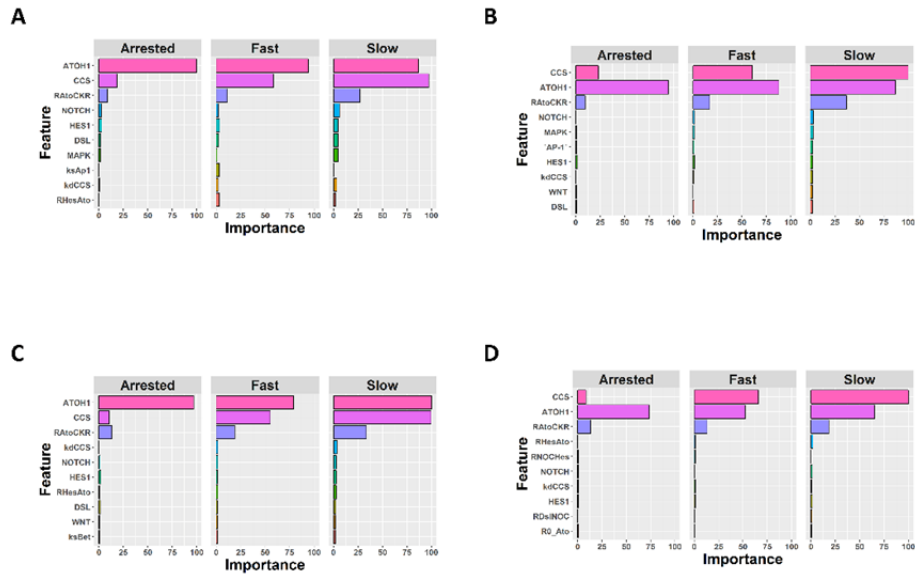 A
Arrested Fast Slow
Feature
ATOH1
CCS
RAtoCKR
NOTCH
HES1
DSL
MAPK
ksAp1
kdCCS
RHesAto
0 25 50 75 100 0 25 50 75 100 0 25 50 75 100
Importance
B
Arrested Fast Slow
Feature
CCS
ATOH1
RAtoCKR
NOTCH
MAPK
`AP-1`
HES1
kdCCS
WNT
DSL
0 25 50 75 100 0 25 50 75 100 0 25 50 75 100
Importance
C
Arrested Fast Slow
Feature
ATOH1
CCS
RAtoCKR
kdCCS
NOTCH
HES1
RHesAto
DSL
WNT
ksBet
0 25 50 75 100 0 25 50 75 100 0 25 50 75 100
Importance
D
Arrested Fast Slow
Feature
CCS
ATOH1
RAtoCKR
RHesAto
RNOCHes
NOTCH
kdCCS
HES1
RDslNOC
R0_Ato
0 25 50 75 100 0 25 50 75 100 0 25 50 75 100
Importance